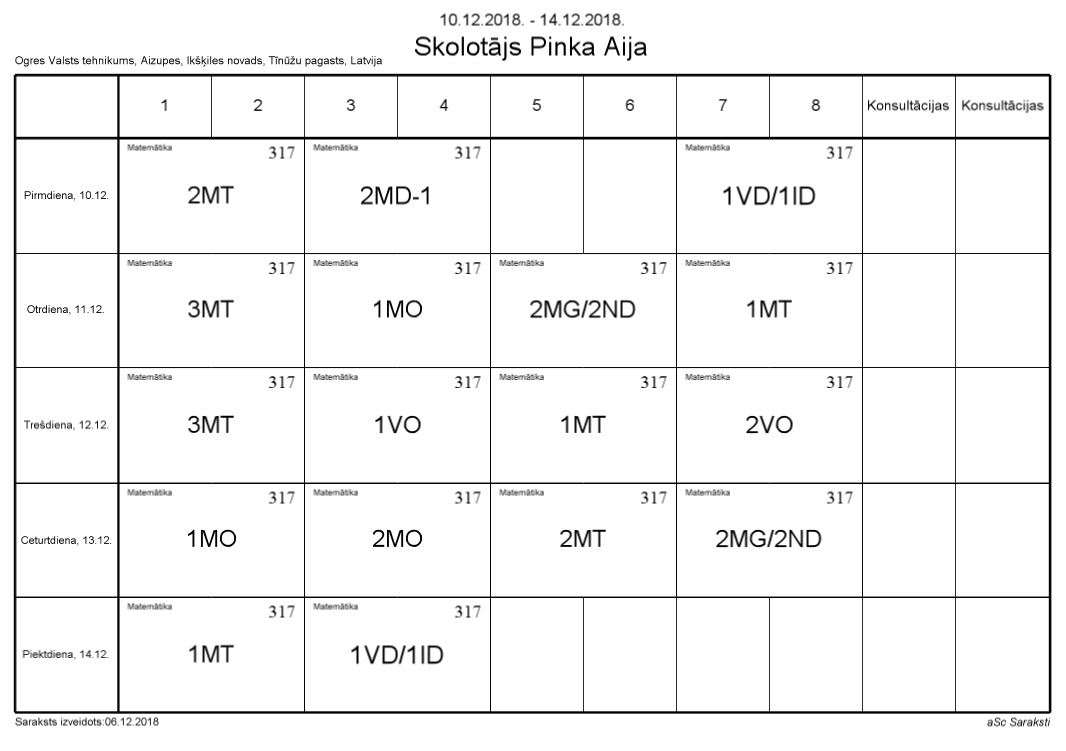 10.12.2018. - 14.12.2018.
Skolotājs Pinka Aija
Ogres Valsts tehnikums, Aizupes, Ikšķiles novads, Tīnūžu pagasts, Latvija
1 2 3 4 5 6 7 8 Konsultācijas Konsultācijas
Matemātika 317 Matemātika 317 Matemātika 317
Pirmdiena, 10.12. 2MT 2MD-1 1VD/1ID
Matemātika 317 Matemātika 317 Matemātika 317 Matemātika 317
Otrdiena, 11.12. 3MT 1MO 2MG/2ND 1MT
Matemātika 317 Matemātika 317 Matemātika 317 Matemātika 317
Trešdiena, 12.12. 3MT 1VO 1MT 2VO
Matemātika 317 Matemātika 317 Matemātika 317 Matemātika 317
Ceturtdiena, 13.12. 1MO 2MO 2MT 2MG/2ND
Matemātika 317 Matemātika 317
Piektdiena, 14.12. 1MT 1VD/1ID
Saraksts izveidots:06.12.2018 aSc Saraksti